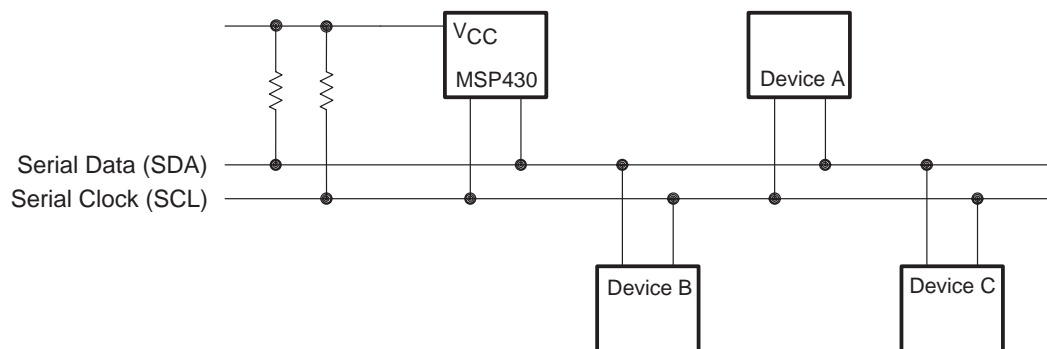 VCC
MSP430
Device A
Serial Data (SDA)
Serial Clock (SCL)
Device B
Device C